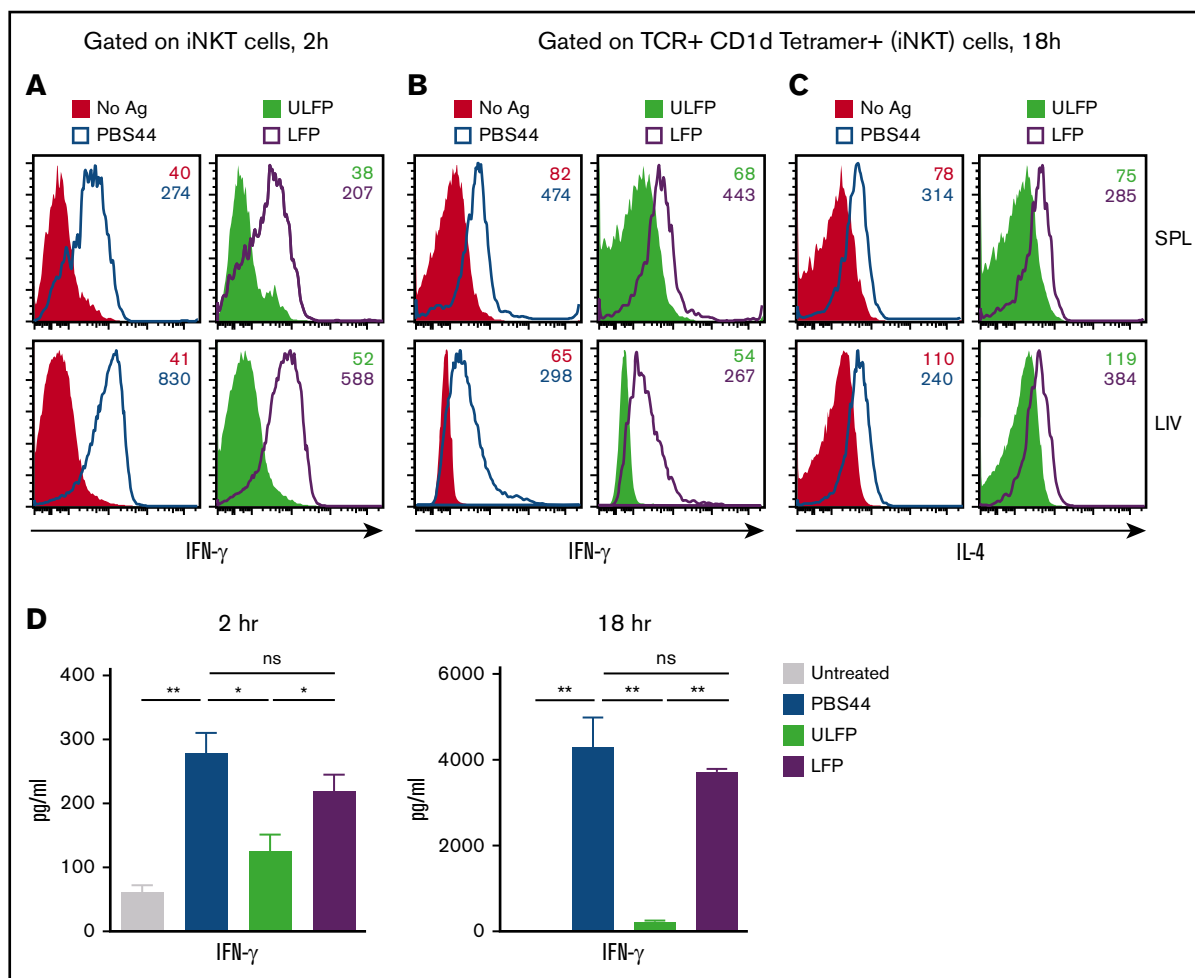 Gated on iNKT cells, 2h
Gated on TCR+ CD1d Tetramer+ (iNKT) cells, 18h
A
No Ag
PBS44
ULFP
LFP
40
274
38
207
41
830
52
588
IFN-γ
B
No Ag
PBS44
ULFP
LFP
82
474
68
443
65
298
54
267
IFN-γ
C
No Ag
PBS44
ULFP
LFP
78
314
75
285
SPL
110
240
119
384
LIV
IL-4
D
2 hr
400
300
200
100
0
pg/ml
ns
** * *
IFN-γ
18 hr
6000
4000
2000
0
pg/ml
ns
** ** **
IFN-γ
Untreated
PBS44
ULFP
LFP